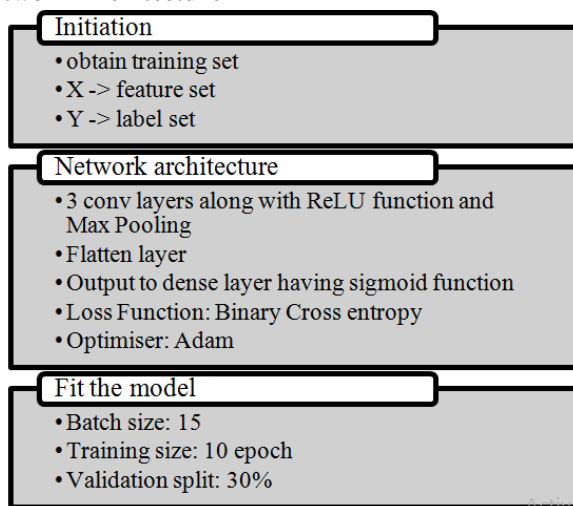 Initiation
• obtain training set
• X -> feature set
• Y -> label set
Network architecture
• 3 conv layers along with ReLU function and
Max Pooling
• Flatten layer
• Output to dense layer having sigmoid function
• Loss Function: Binary Cross entropy
• Optimiser: Adam
Fit the model
• Batch size: 15
• Training size: 10 epoch
• Validation split: 30%